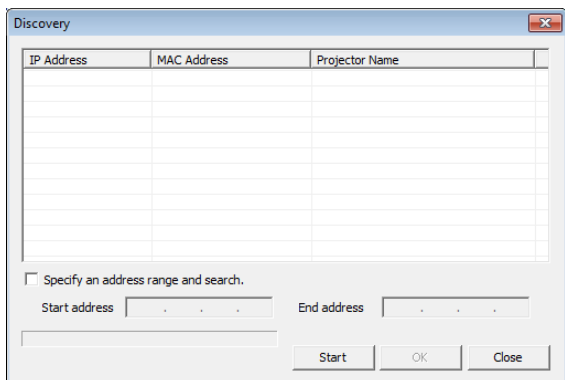 Discovery
IP Address MAC Address Projector Name
Specify an address range and search.
Start address . . . End address . . .
Start OK Close